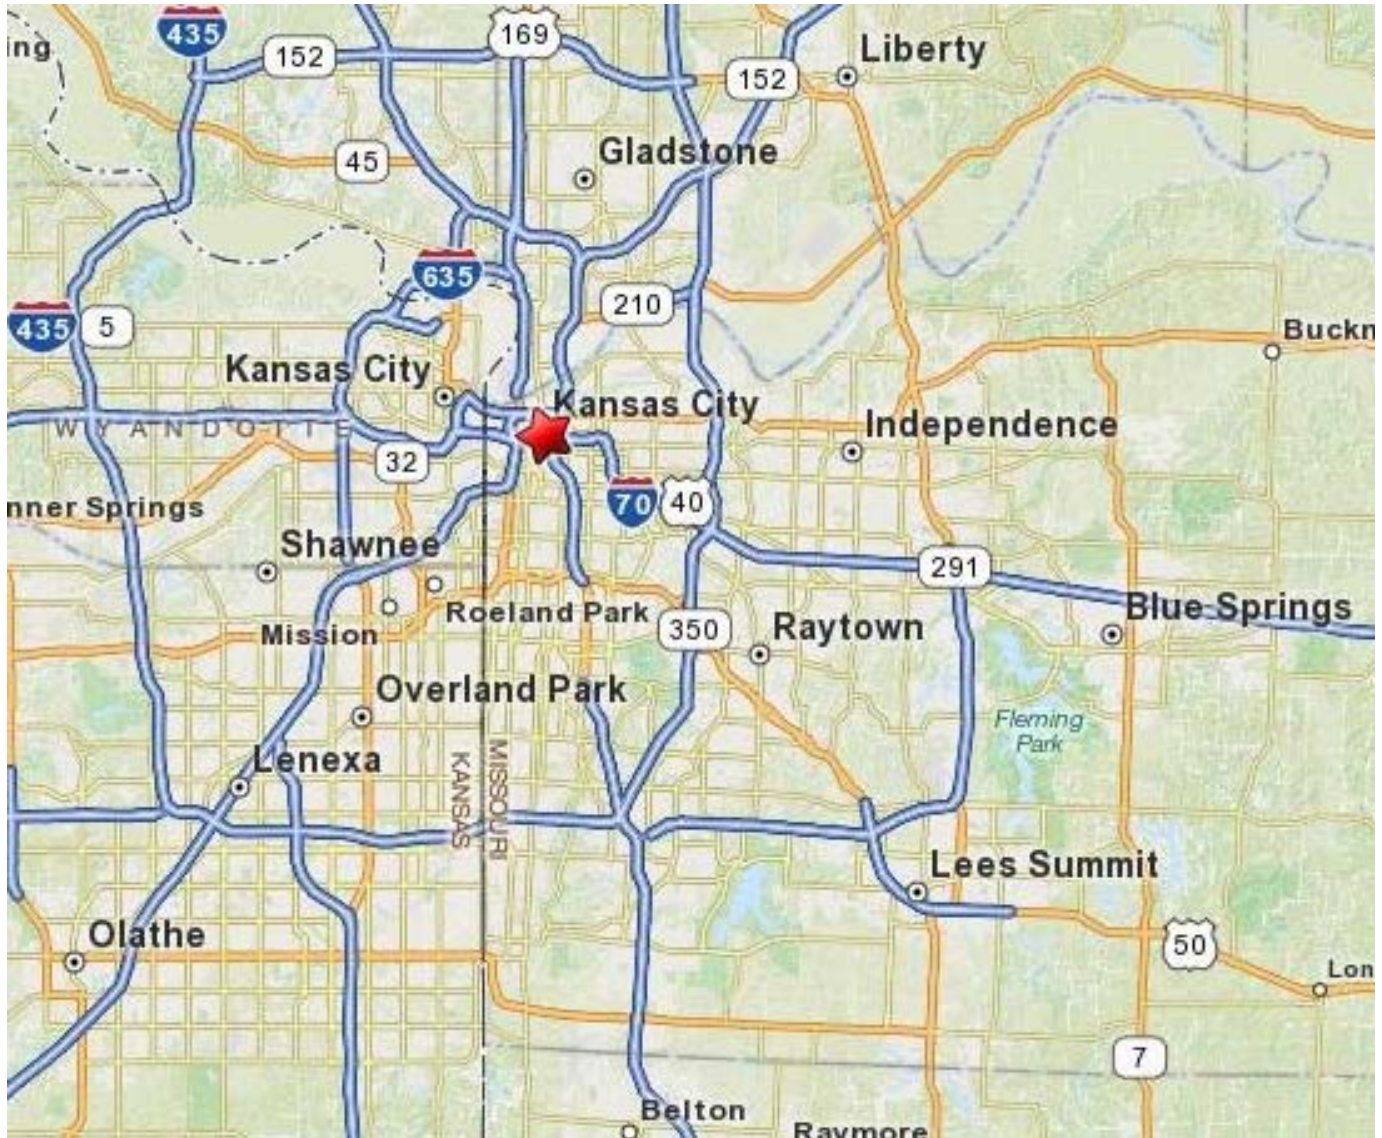 435
169
ing
152
Liberty
152
45
Gladstone
635
210
435
5
Buckn
Kansas City
Kansas City
WYANDOTTE
Independence
32
70
40
nner Springs
Shawnee
291
Roeland Park
Blue Springs
Mission
350
Raytown
Overland Park
Fleming
Park
KANSAS
MISSOURI
Lenexa
Lees Summit
Olathe
50
Lon
7
Belton
Raymore